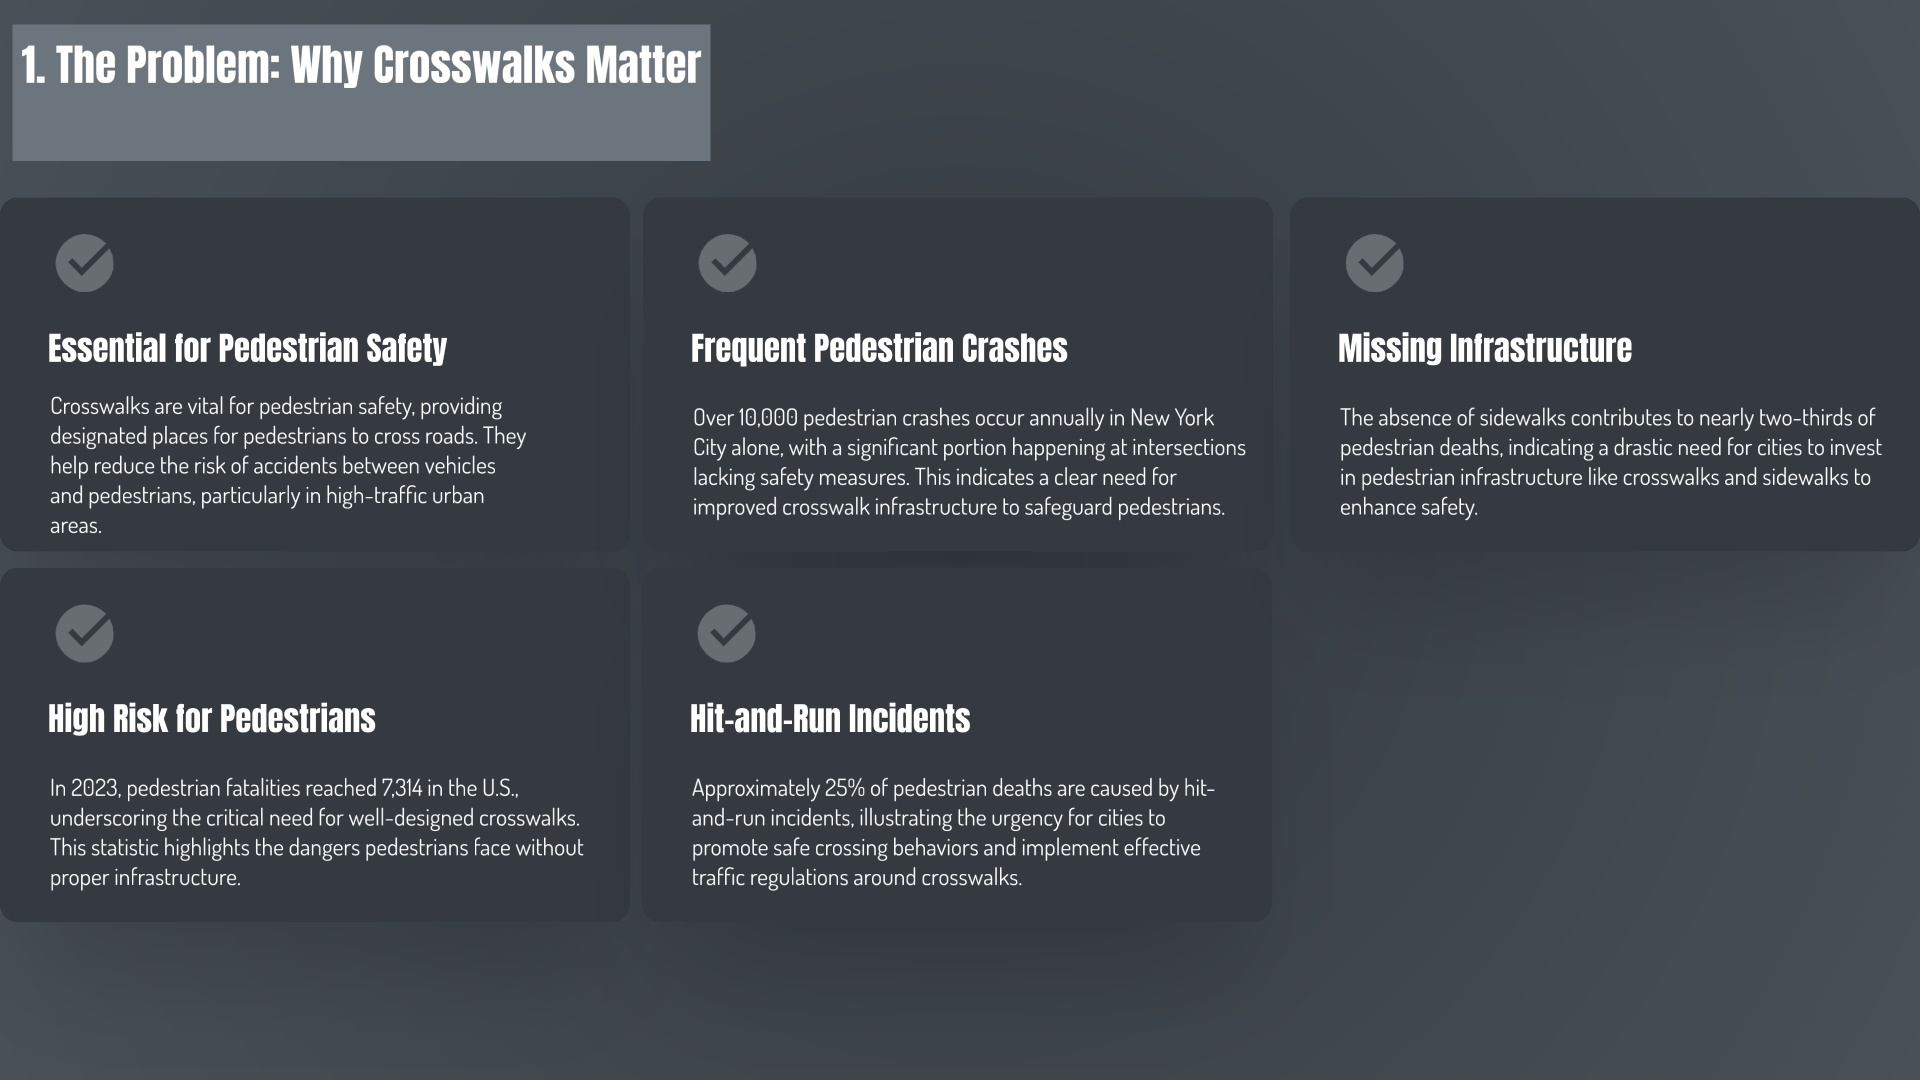 1. The Problem: Why Crosswalks Matter
Essential for Pedestrian Safety
Crosswalks are vital for pedestrian safety, providing
designated places for pedestrians to cross roads. They
help reduce the risk of accidents between vehicles
and pedestrians, particularly in high-traffic urban
areas.
Frequent Pedestrian Crashes
Over 10,000 pedestrian crashes occur annually in New York
City alone, with a significant portion happening at intersections
lacking safety measures. This indicates a clear need for
improved crosswalk infrastructure to safeguard pedestrians.
Missing Infrastructure
The absence of sidewalks contributes to nearly two-thirds of
pedestrian deaths, indicating a drastic need for cities to invest
in pedestrian infrastructure like crosswalks and sidewalks to
enhance safety.
High Risk for Pedestrians
In 2023, pedestrian fatalities reached 7,314 in the U.S.,
underscoring the critical need for well-designed crosswalks.
This statistic highlights the dangers pedestrians face without
proper infrastructure.
Hit-and-Run Incidents
Approximately 25% of pedestrian deaths are caused by hit-
and-run incidents, illustrating the urgency for cities to
promote safe crossing behaviors and implement effective
traffic regulations around crosswalks.